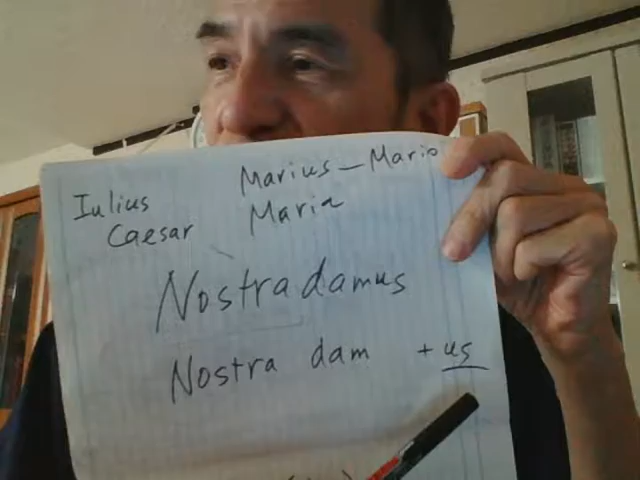 Iulius
Caesar
Marius - Mario
Maria
Nostradamus
Nostra dam + us